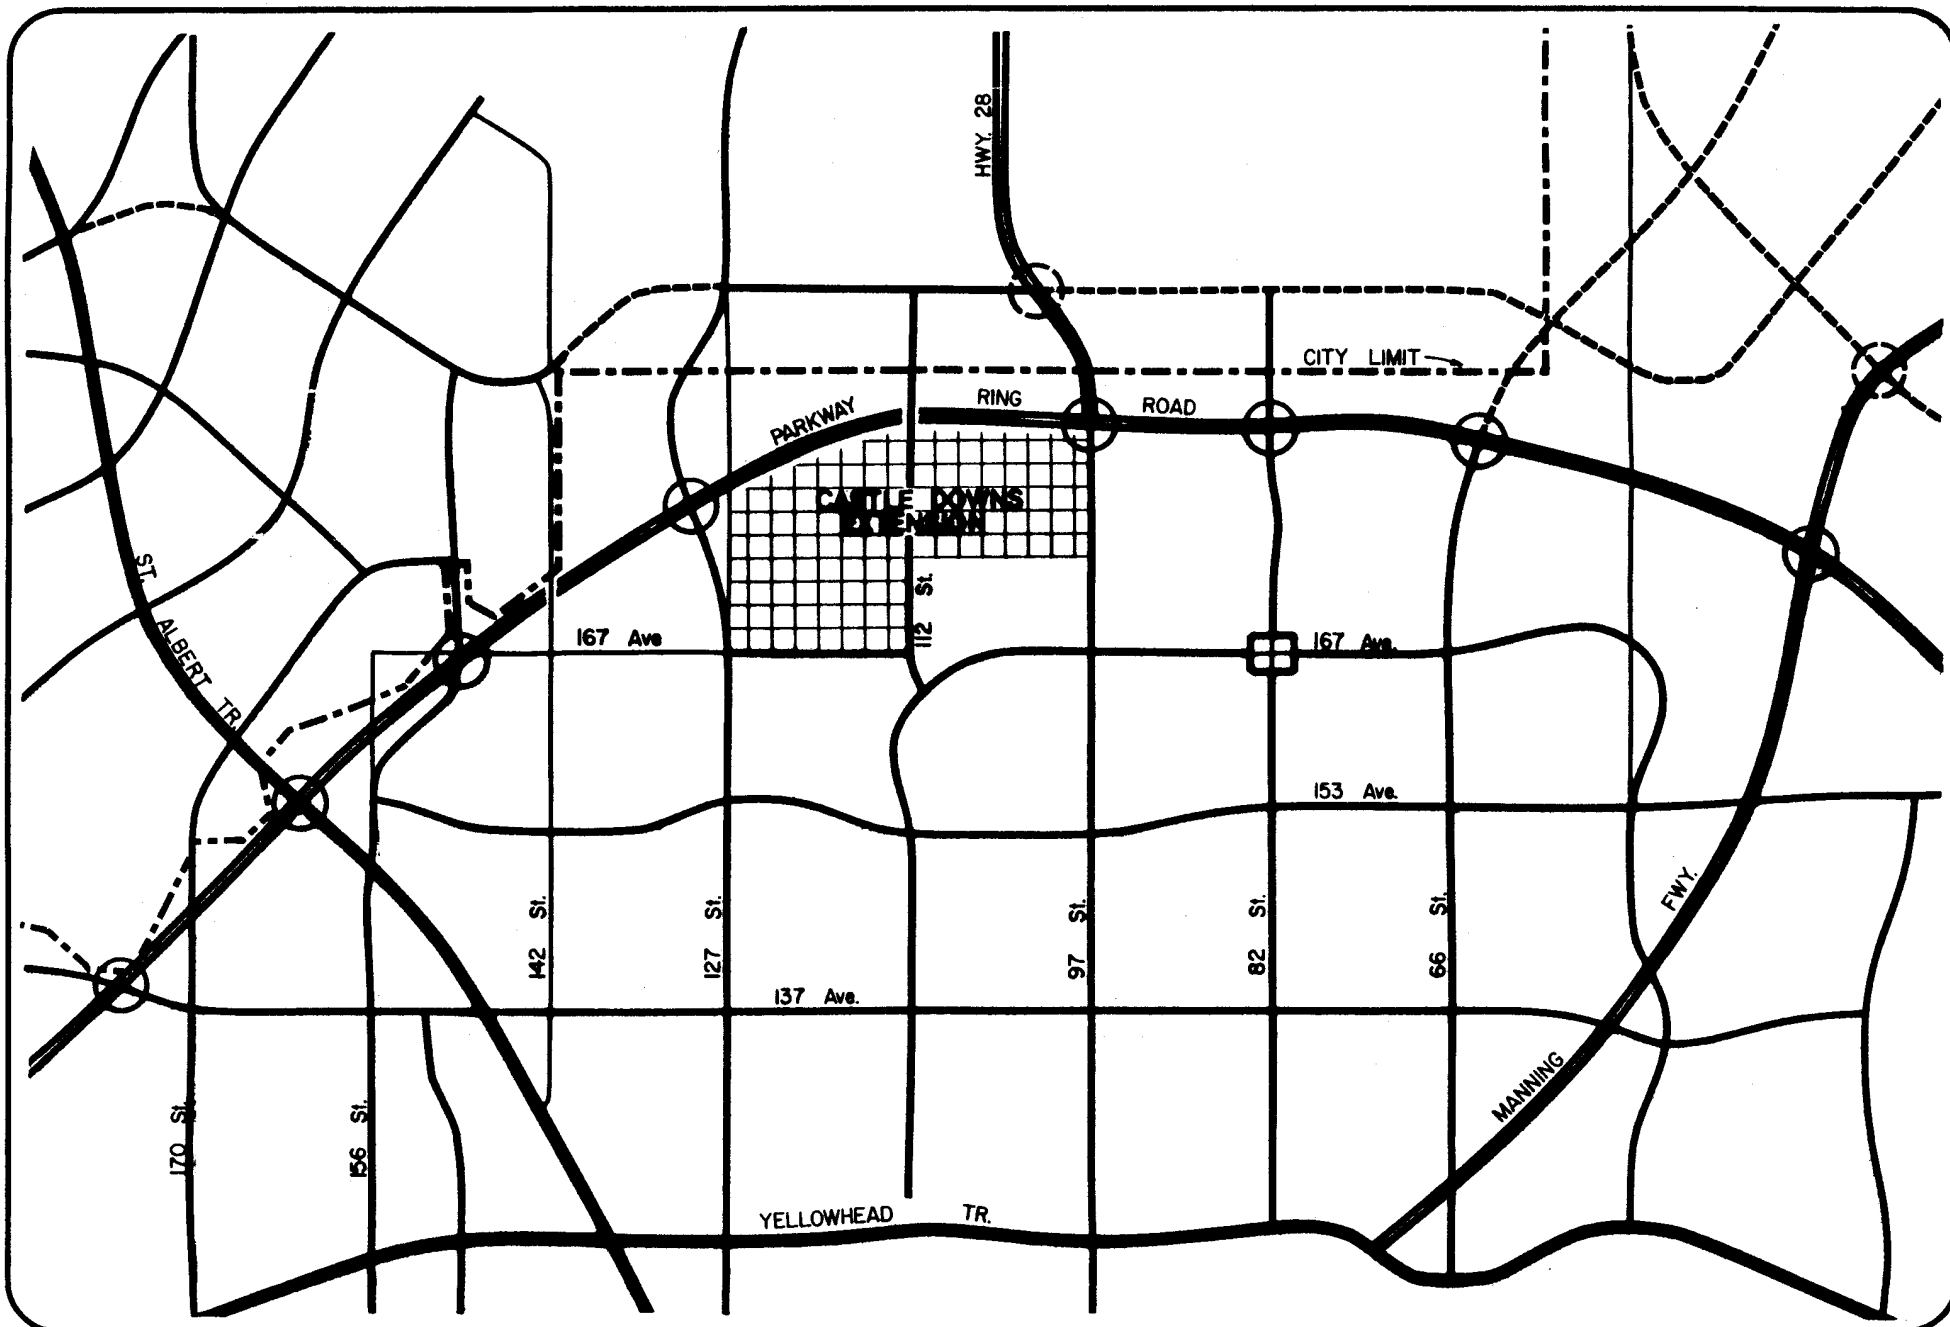 HWY. 28
CITY LIMIT
PARKWAY
RING
ROAD
CASTLE DOWNS
EXTENSION
ST.
ALBERT
TR.
112 St.
167 Ave
167 Ave.
153 Ave.
142 St.
127 St.
97 St.
82 St.
66 St.
FWY.
137 Ave.
MANNING
170 St.
156 St.
YELLOWHEAD TR.